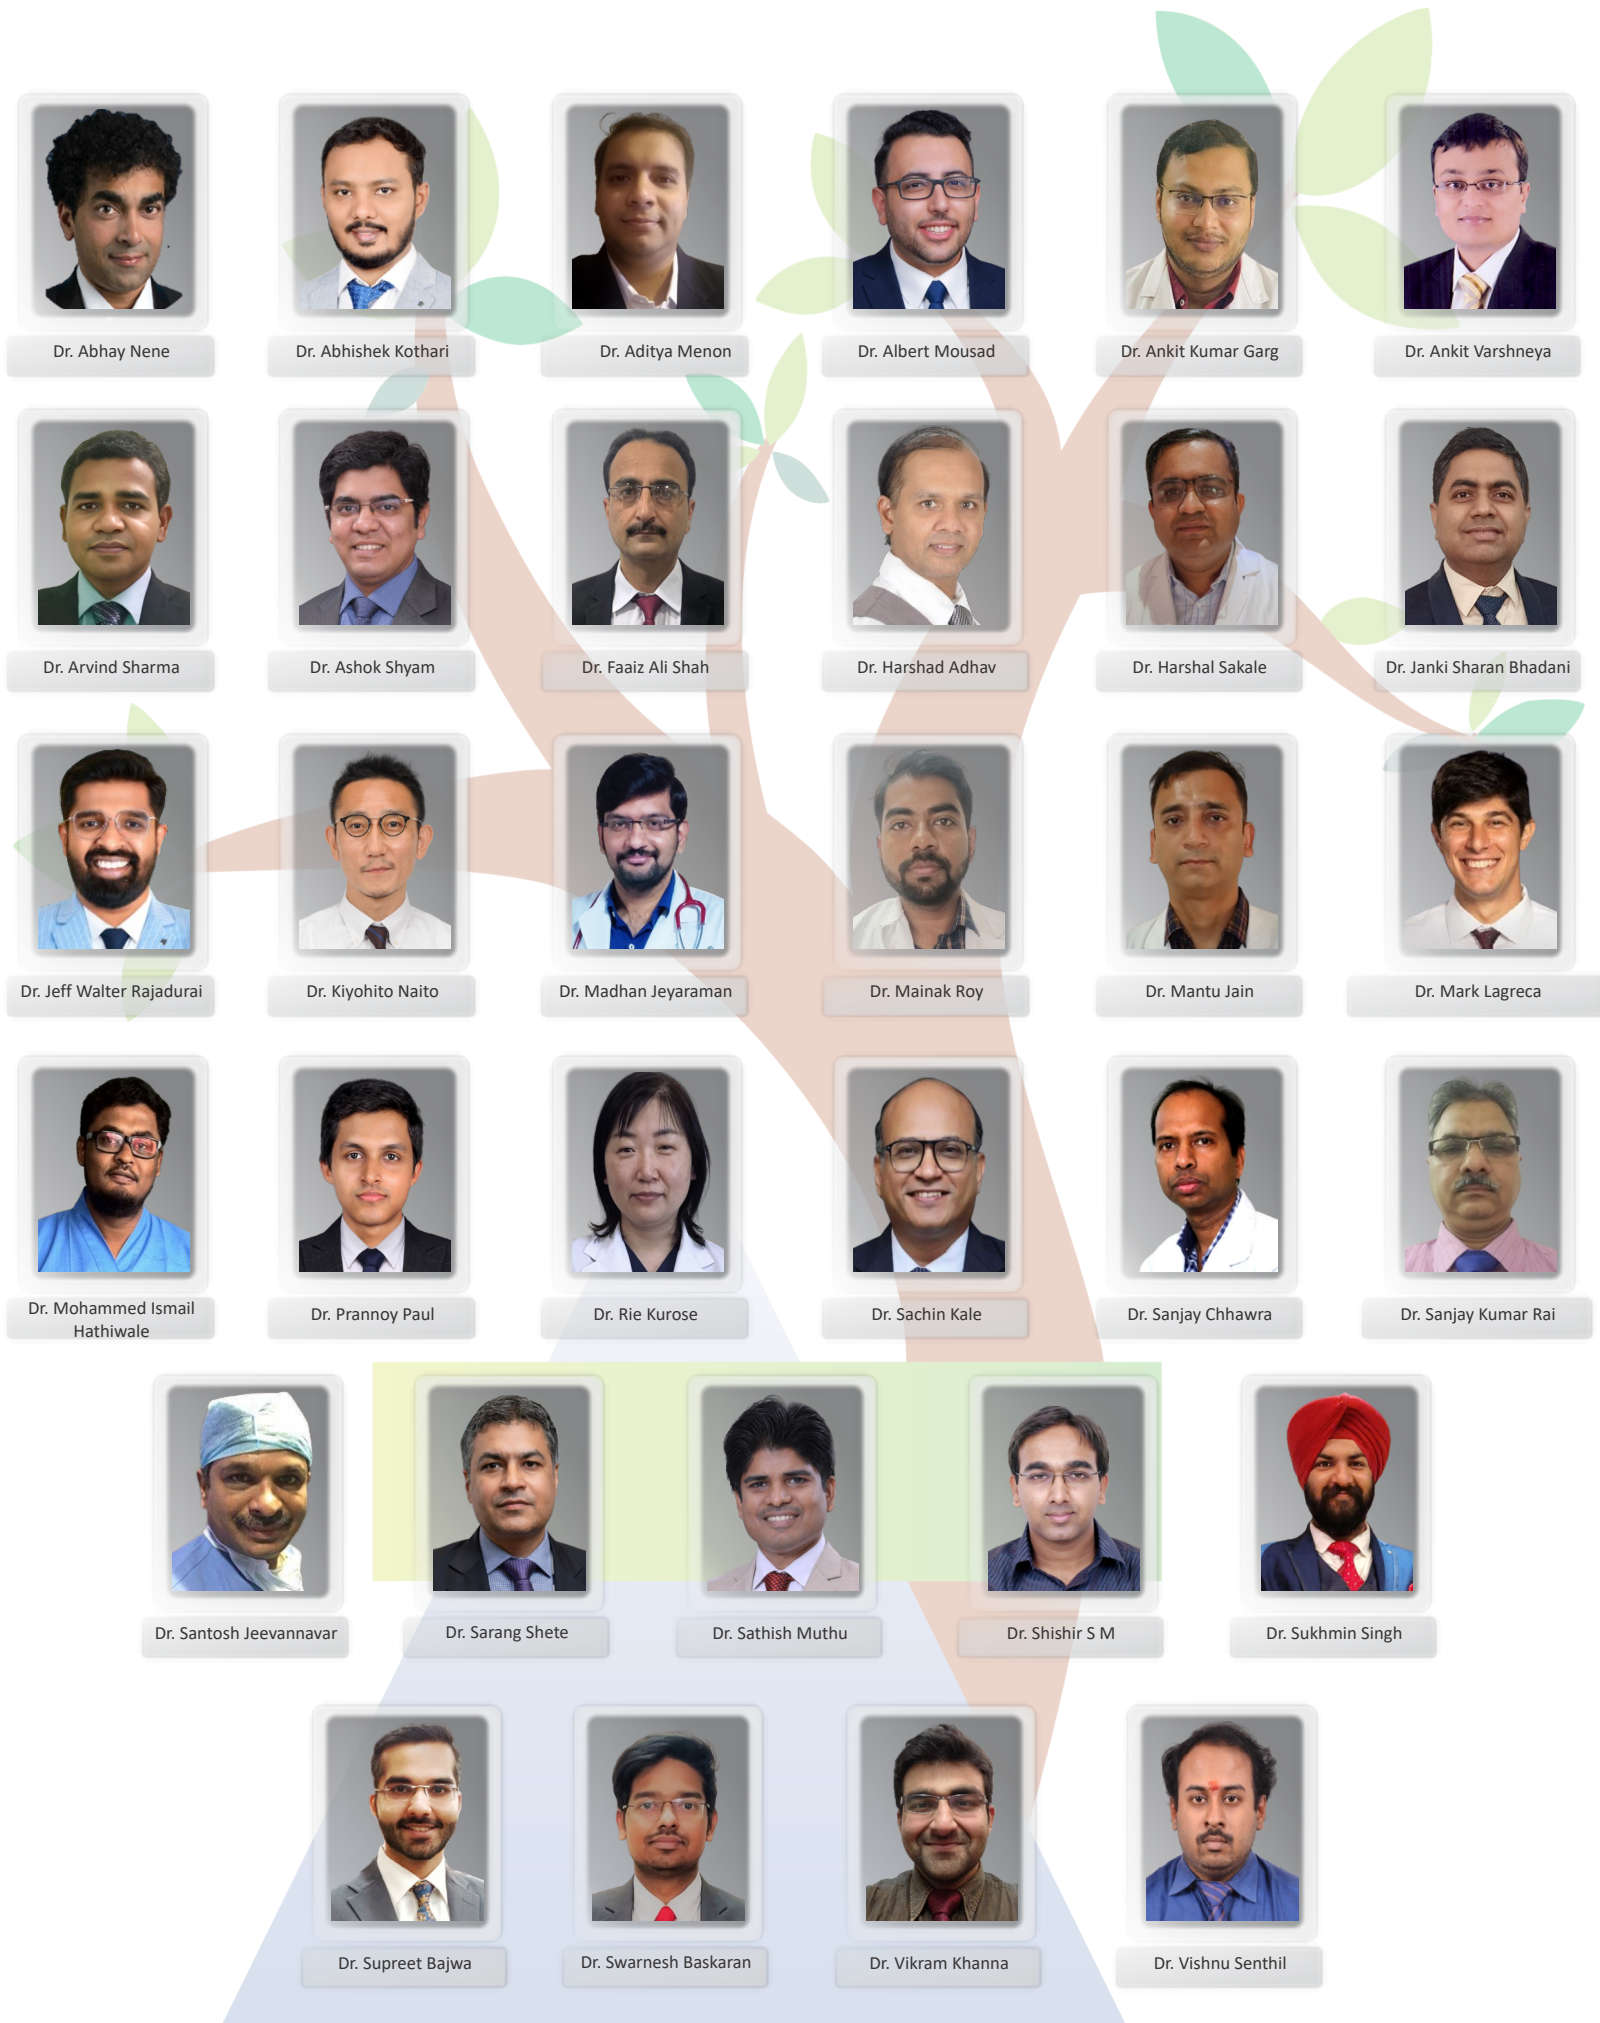 Dr. Abhay Nene
Dr. Abhishek Kothari
Dr. Aditya Menon
Dr. Albert Mousad
Dr. Ankit Kumar Garg
Dr. Ankit Varshneya
Dr. Arvind Sharma
Dr. Ashok Shyam
Dr. Faaiz Ali Shah
Dr. Harshad Adhav
Dr. Harshal Sakale
Dr. Janki Sharan Bhadani
Dr. Jeff Walter Rajadurai
Dr. Kiyohito Naito
Dr. Madhan Jeyaraman
Dr. Mainak Roy
Dr. Mantu Jain
Dr. Mark Lagreca
Dr. Mohammed Ismail
Hathiwale
Dr. Prannoy Paul
Dr. Rie Kurose
Dr. Sachin Kale
Dr. Sanjay Chhawra
Dr. Sanjay Kumar Rai
Dr. Santosh Jeevannavar
Dr. Sarang Shete
Dr. Sathish Muthu
Dr. Shishir S M
Dr. Sukhmin Singh
Dr. Supreet Bajwa
Dr. Swarnesh Baskaran
Dr. Vikram Khanna
Dr. Vishnu Senthil